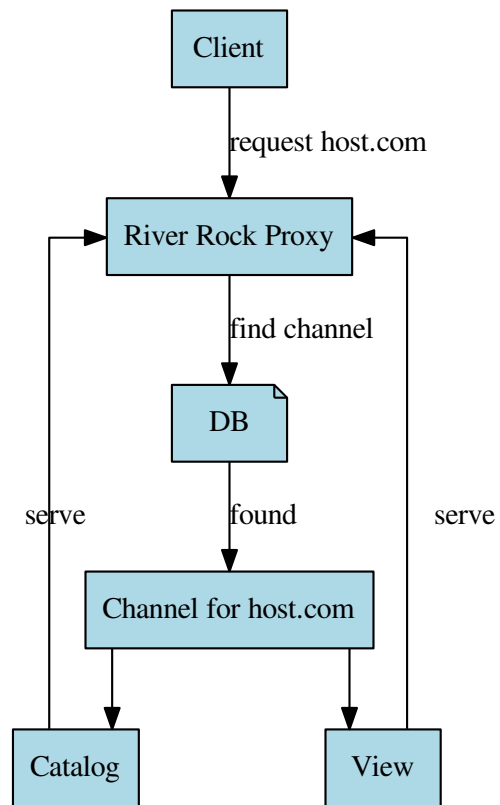 Client
request host.com
River Rock Proxy
find channel
DB
serve
found
serve
Channel for host.com
Catalog
View